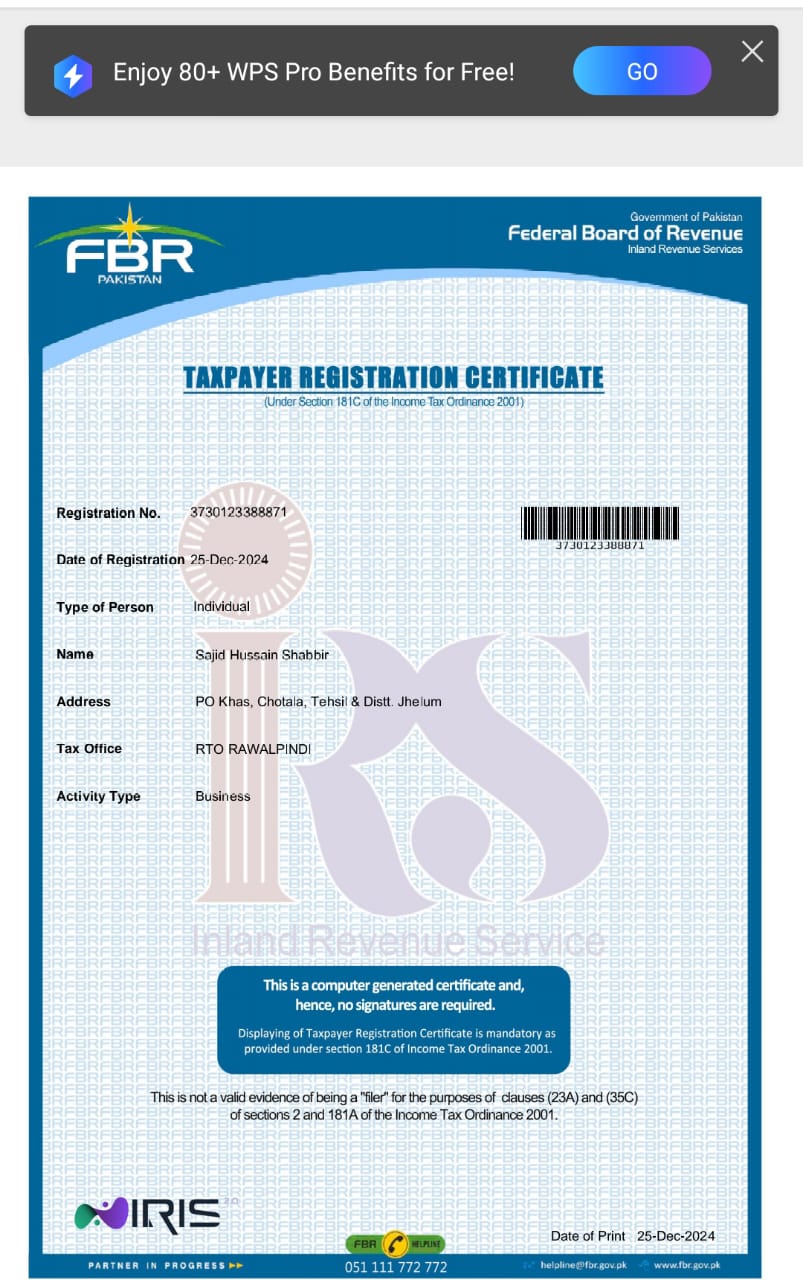 Enjoy 80+ WPS Pro Benefits for Free!
GO
FBR
PAKISTAN
Government of Pakistan
Federal Board of Revenue
Inland Revenue Services
TAXPAYER REGISTRATION CERTIFICATE
(Under Section 181C of the Income Tax Ordinance 2001)
Registration No. 3730123388871
3730123388871
Date of Registration 25-Dec-2024
Type of Person Individual
Name Sajid Hussain Shabbir
Address PO Khas, Chotala, Tehsil & Distt. Jhelum
Tax Office RTO RAWALPINDI
Activity Type Business
iRS
Inland Revenue Service
This is a computer generated certificate and,
hence, no signatures are required.
Displaying of Taxpayer Registration Certificate is mandatory as
provided under section 181C of Income Tax Ordinance 2001.
This is not a valid evidence of being a "filer" for the purposes of clauses (23A) and (35C)
of sections 2 and 181A of the Income Tax Ordinance 2001.
IRIS 2.0
FBR HELPLINE
Date of Print 25-Dec-2024
PARTNER IN PROGRESS
051 111 772 772
helpline@fbr.gov.pk
www.fbr.gov.pk